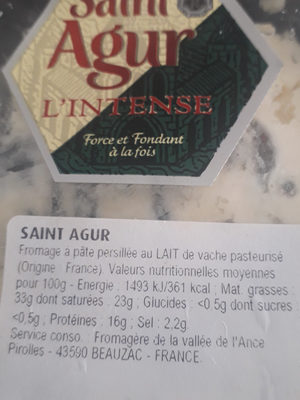 Saint
Agur
L'INTENSE
Force et Fondant
à la fois
SAINT AGUR
Fromage à pâte persillée au LAIT de vache pasteurisé
(Origine : France). Valeurs nutritionnelles moyennes
pour 100g - Energie : 1493 kJ/361 kcal ; Mat. grasses :
33g dont saturées : 23g ; Glucides : <0.5g dont sucres :
<0,5g ; Protéines : 16g ; Sel : 2,2g.
Service conso. : Fromagère de la vallée de l'Ance
Pirolles - 43590 BEAUZAC - FRANCE.